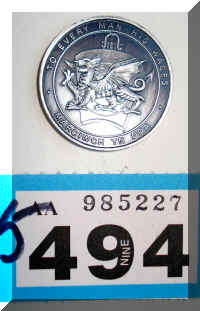 TO EVERY MAN HIS WAGES
5
AA 985227
494
NINE